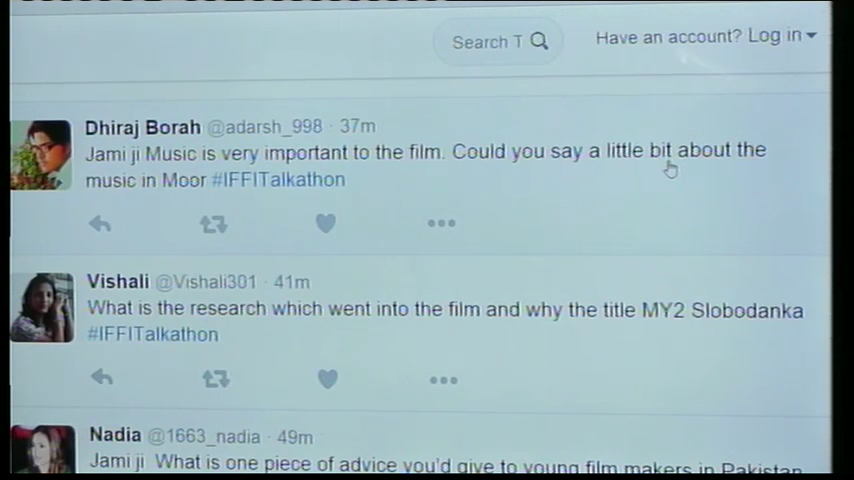 Search T
Have an account? Log in
Dhiraj Borah @adarsh_998 · 37m
Jami ji Music is very important to the film. Could you say a little bit about the
music in Moor #IFFITalkathon
Vishali @Vishali301 · 41m
What is the research which went into the film and why the title MY2 Slobodanka
#IFFITalkathon
Nadia @1663_nadia · 49m
Jami ji What is one piece of advice you'd give to young film makers in Pakistan